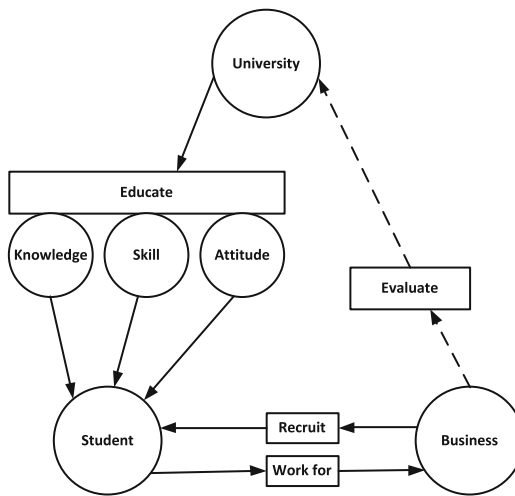 University
Educate
Knowledge
Skill
Attitude
Evaluate
Student
Recruit
Work for
Business